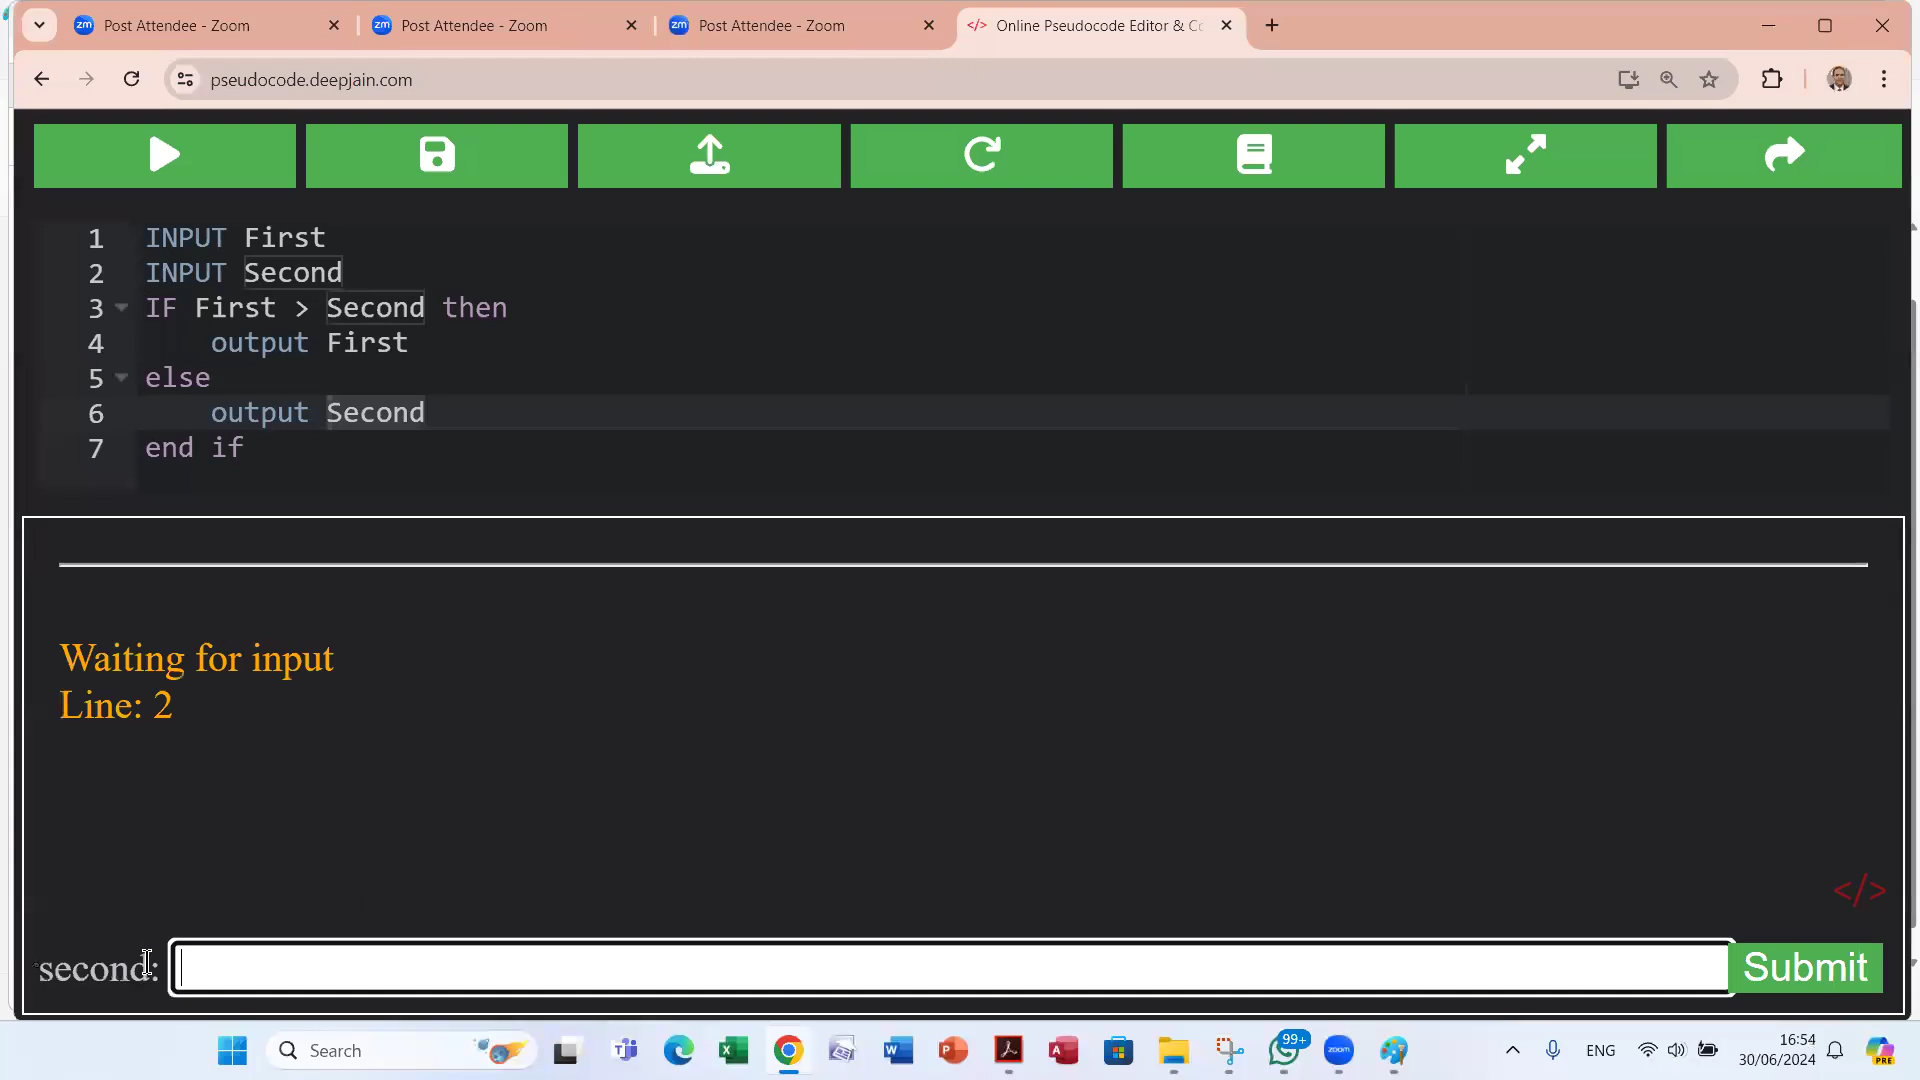 Post Attendee - Zoom
Post Attendee - Zoom
Post Attendee - Zoom
</> Online Pseudocode Editor & Co
pseudocode.deepjain.com
1 INPUT First
2 INPUT Second
3 IF First > Second then
4 output First
5 else
6 output Second
7 end if
Waiting for input
Line: 2
</>
second:
Submit
Search
99+
zoom
ENG
16:54
30/06/2024
PRE